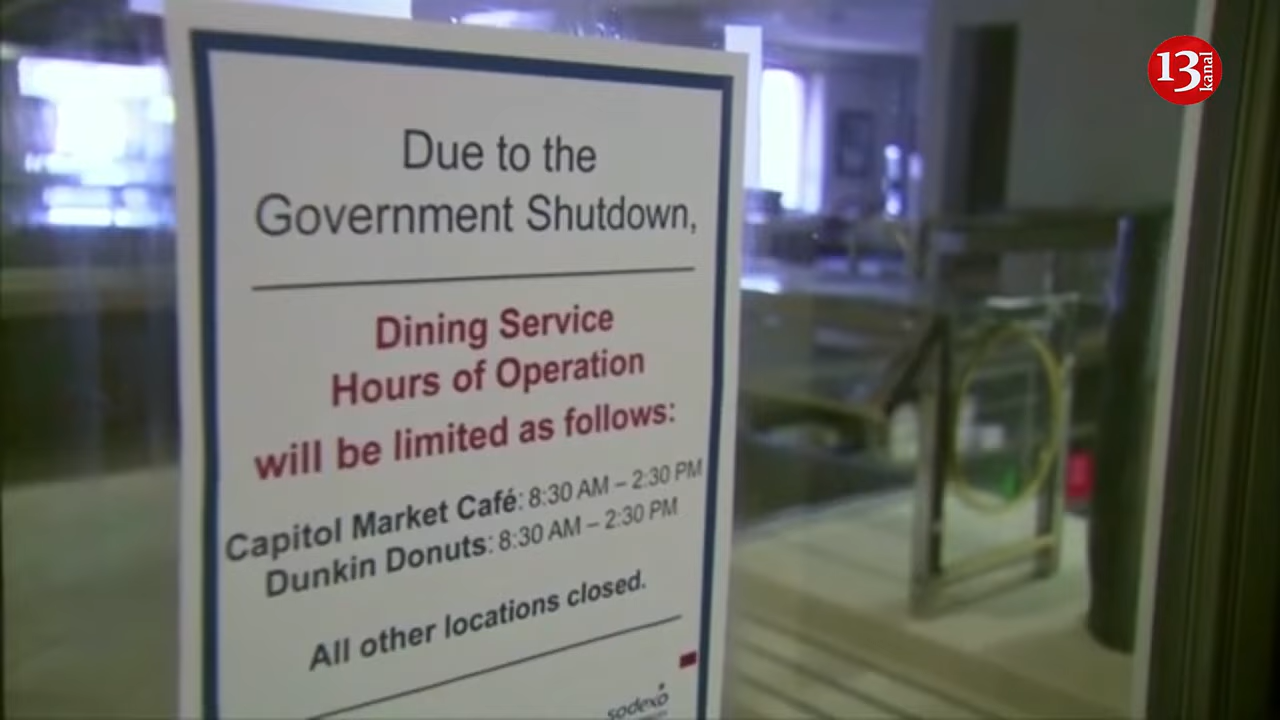 13 kanal
Due to the
Government Shutdown,
Dining Service
Hours of Operation
will be limited as follows:
Capitol Market Café: 8:30 AM – 2:30 PM
Dunkin Donuts: 8:30 AM – 2:30 PM
All other locations closed.
sodexo